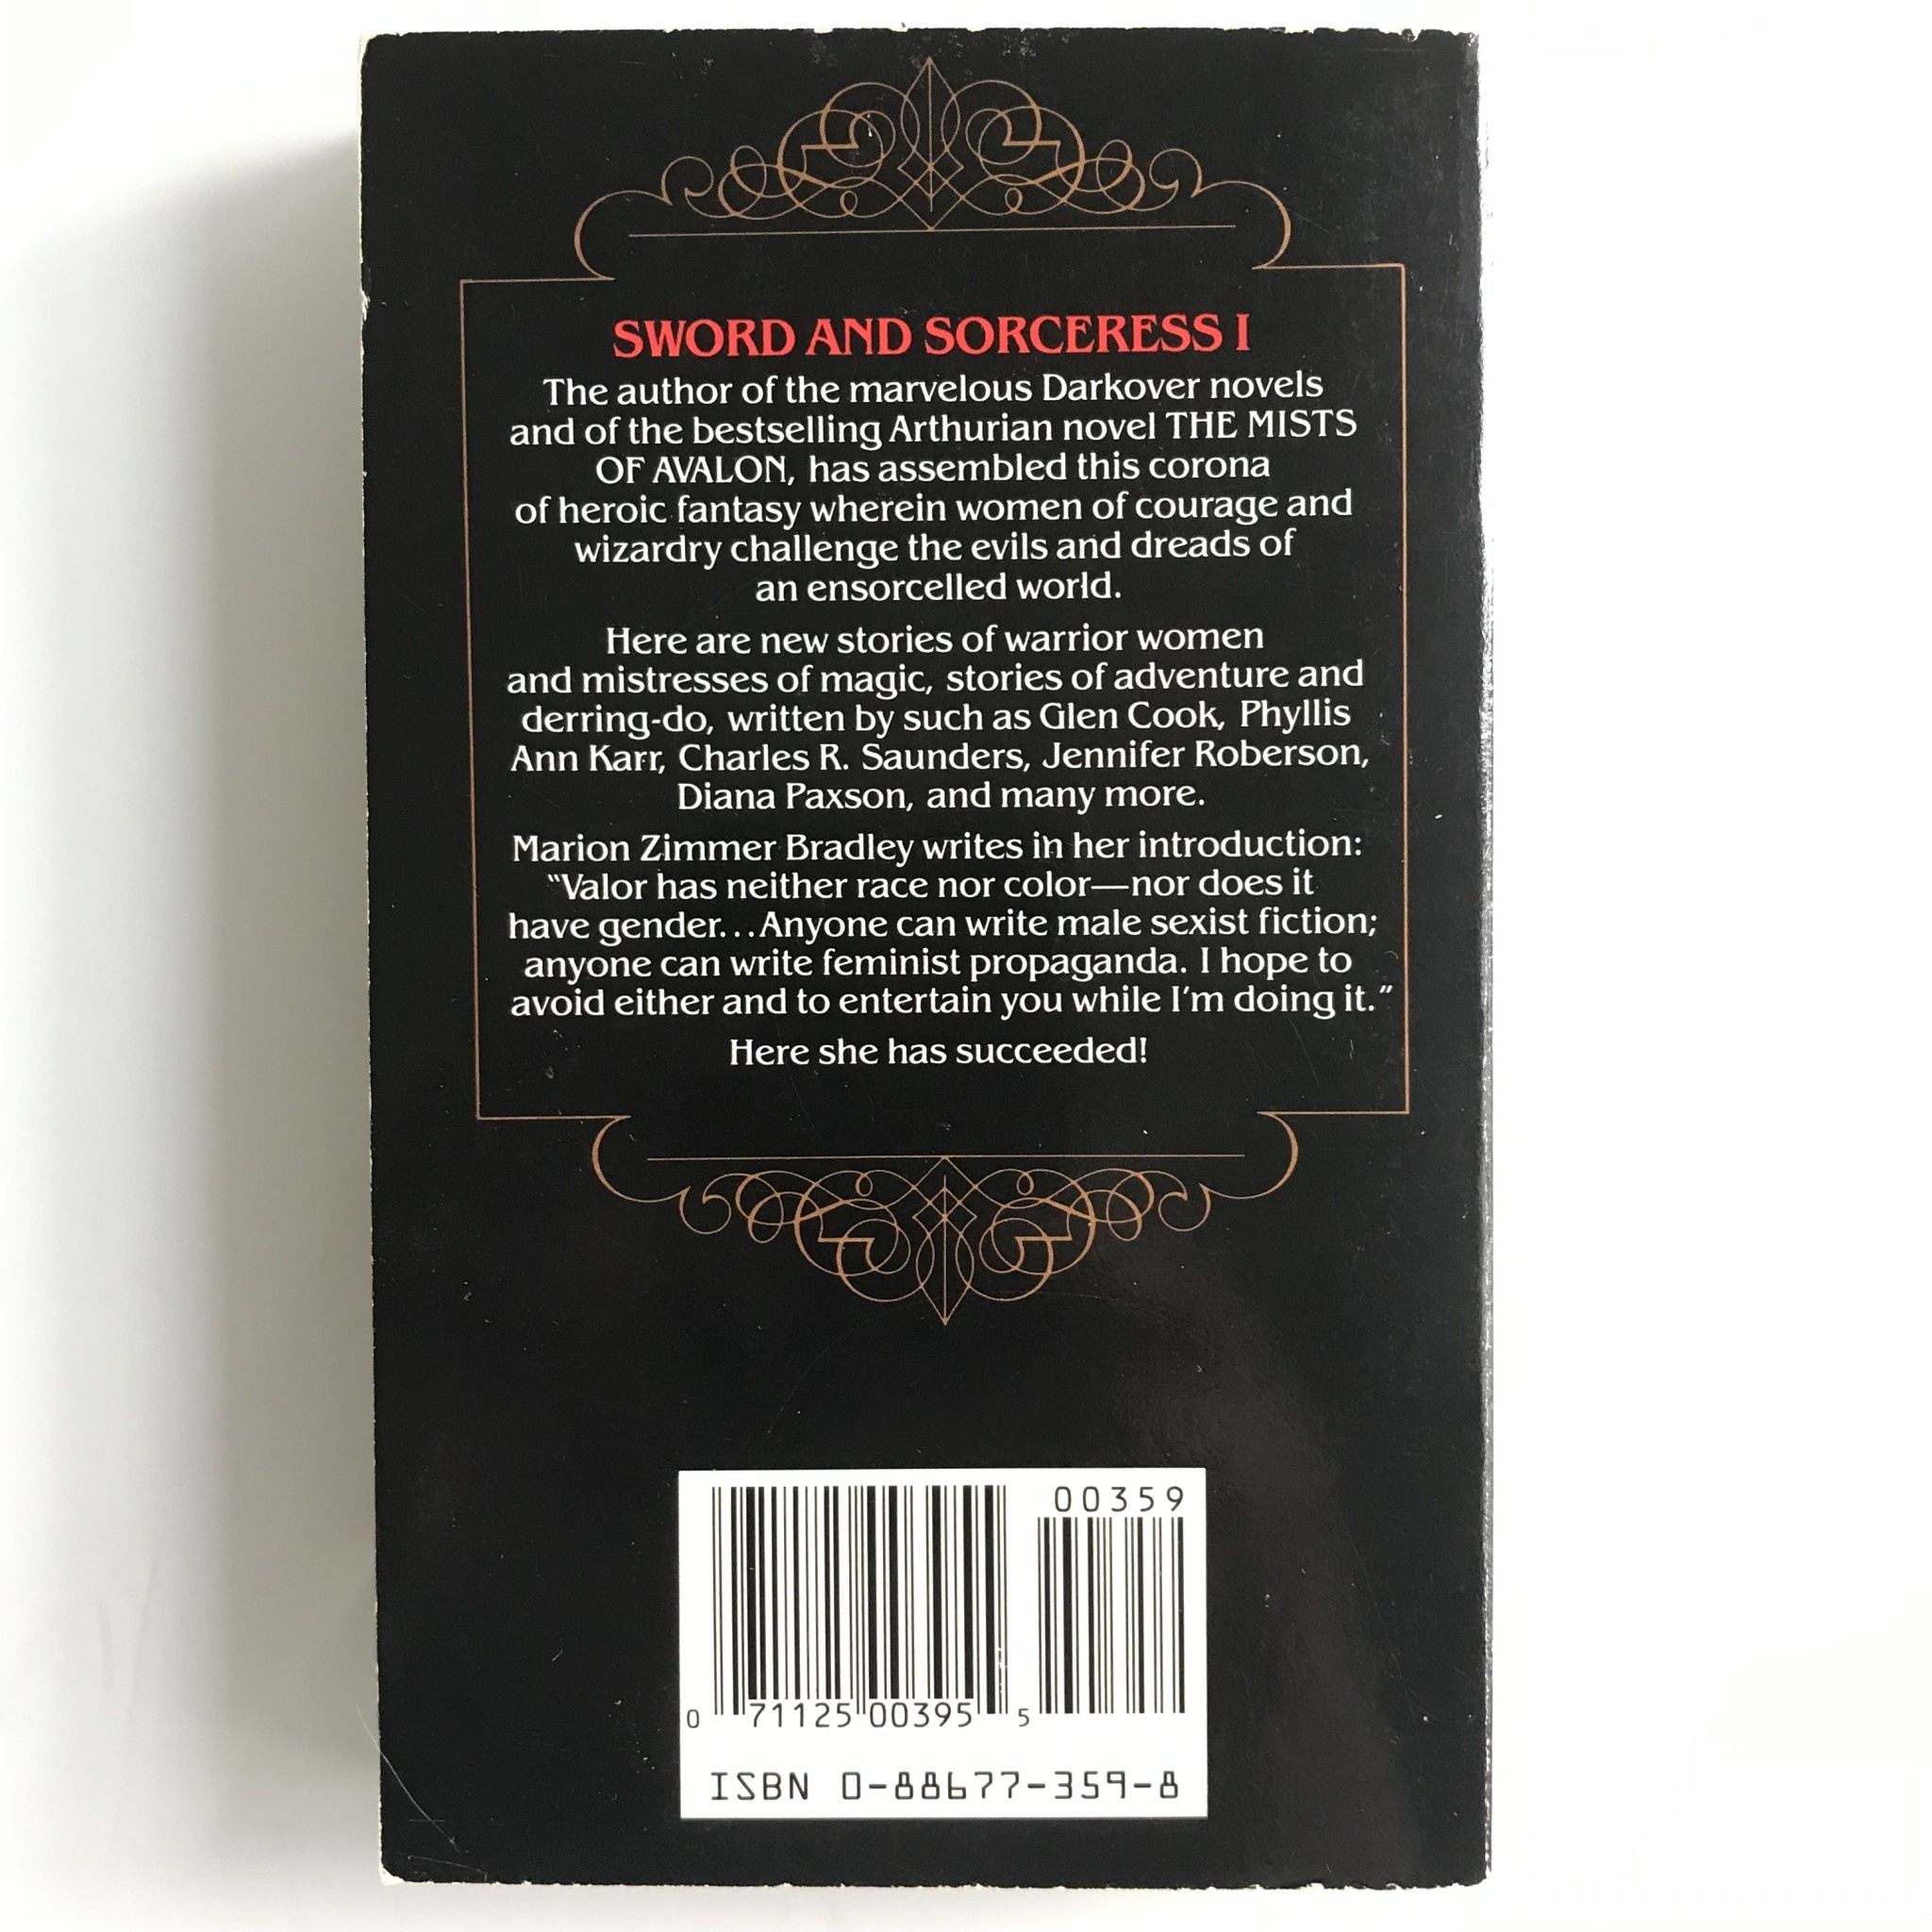 SWORD AND SORCERESS I
The author of the marvelous Darkover novels
and of the bestselling Arthurian novel THE MISTS
OF AVALON, has assembled this corona
of heroic fantasy wherein women of courage and
wizardry challenge the evils and dreads of
an ensorcelled world.
Here are new stories of warrior women
and mistresses of magic, stories of adventure and
derring-do, written by such as Glen Cook, Phyllis
Ann Karr, Charles R. Saunders, Jennifer Roberson,
Diana Paxson, and many more.
Marion Zimmer Bradley writes in her introduction:
"Valor has neither race nor color—nor does it
have gender...Anyone can write male sexist fiction;
anyone can write feminist propaganda. I hope to
avoid either and to entertain you while I'm doing it."
Here she has succeeded!
00359
0 71125 00395 5
ISBN 0-88677-359-8